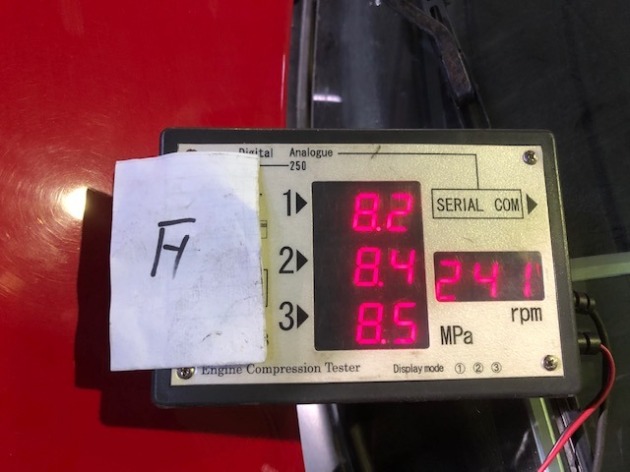 Digital Analogue
250
1 8.2 SERIAL COM
2 8.4 241
3 8.5 rpm
MPa
Engine Compression Tester Display mode ① ② ③